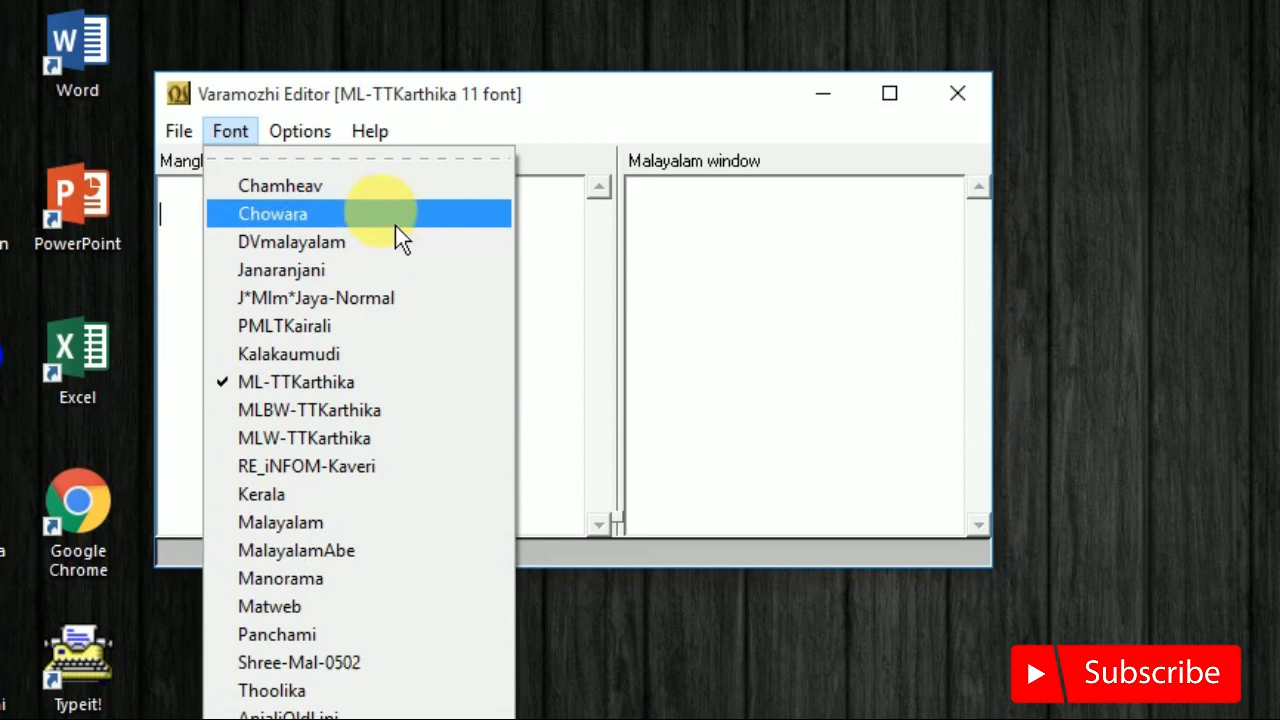 Word
PowerPoint
Excel
Google
Chrome
Typeit!
Varamozhi Editor [ML-TTKarthika 11 font]
File Font Options Help
Malayalam window
Chamheav
Chowara
DVmalayalam
Janaranjani
J*Mlm*Jaya-Normal
PMLTKairali
Kalakaumudi
ML-TTKarthika
MLBW-TTKarthika
MLW-TTKarthika
RE_iNFOM-Kaveri
Kerala
Malayalam
MalayalamAbe
Manorama
Matweb
Panchami
Shree-Mal-0502
Thoolika
Subscribe